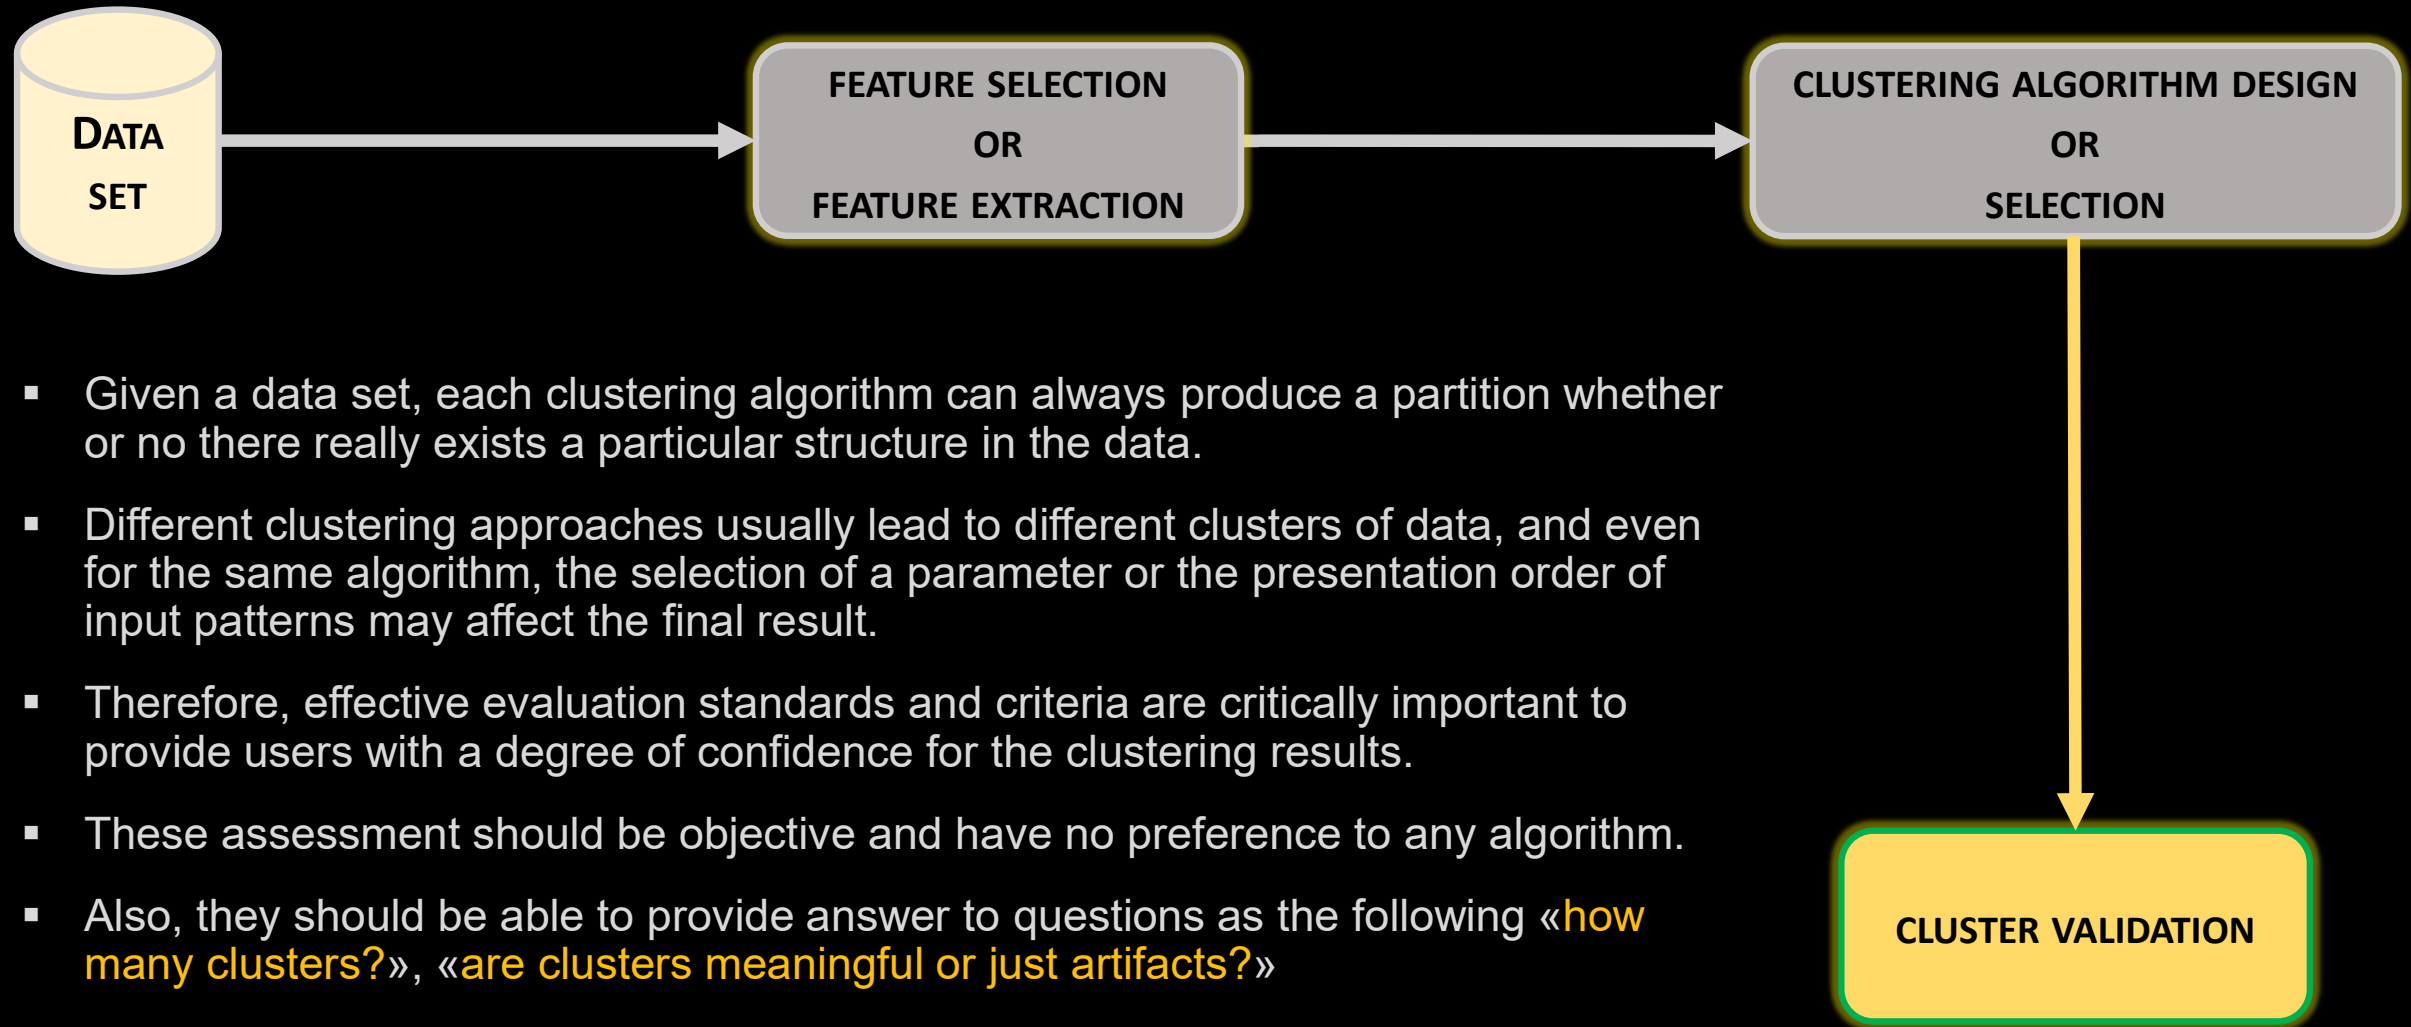 DATA
SET
FEATURE SELECTION
OR
FEATURE EXTRACTION
CLUSTERING ALGORITHM DESIGN
OR
SELECTION
▪ Given a data set, each clustering algorithm can always produce a partition whether
or no there really exists a particular structure in the data.
▪ Different clustering approaches usually lead to different clusters of data, and even
for the same algorithm, the selection of a parameter or the presentation order of
input patterns may affect the final result.
▪ Therefore, effective evaluation standards and criteria are critically important to
provide users with a degree of confidence for the clustering results.
▪ These assessment should be objective and have no preference to any algorithm.
▪ Also, they should be able to provide answer to questions as the following «how
many clusters?», «are clusters meaningful or just artifacts?»
CLUSTER VALIDATION